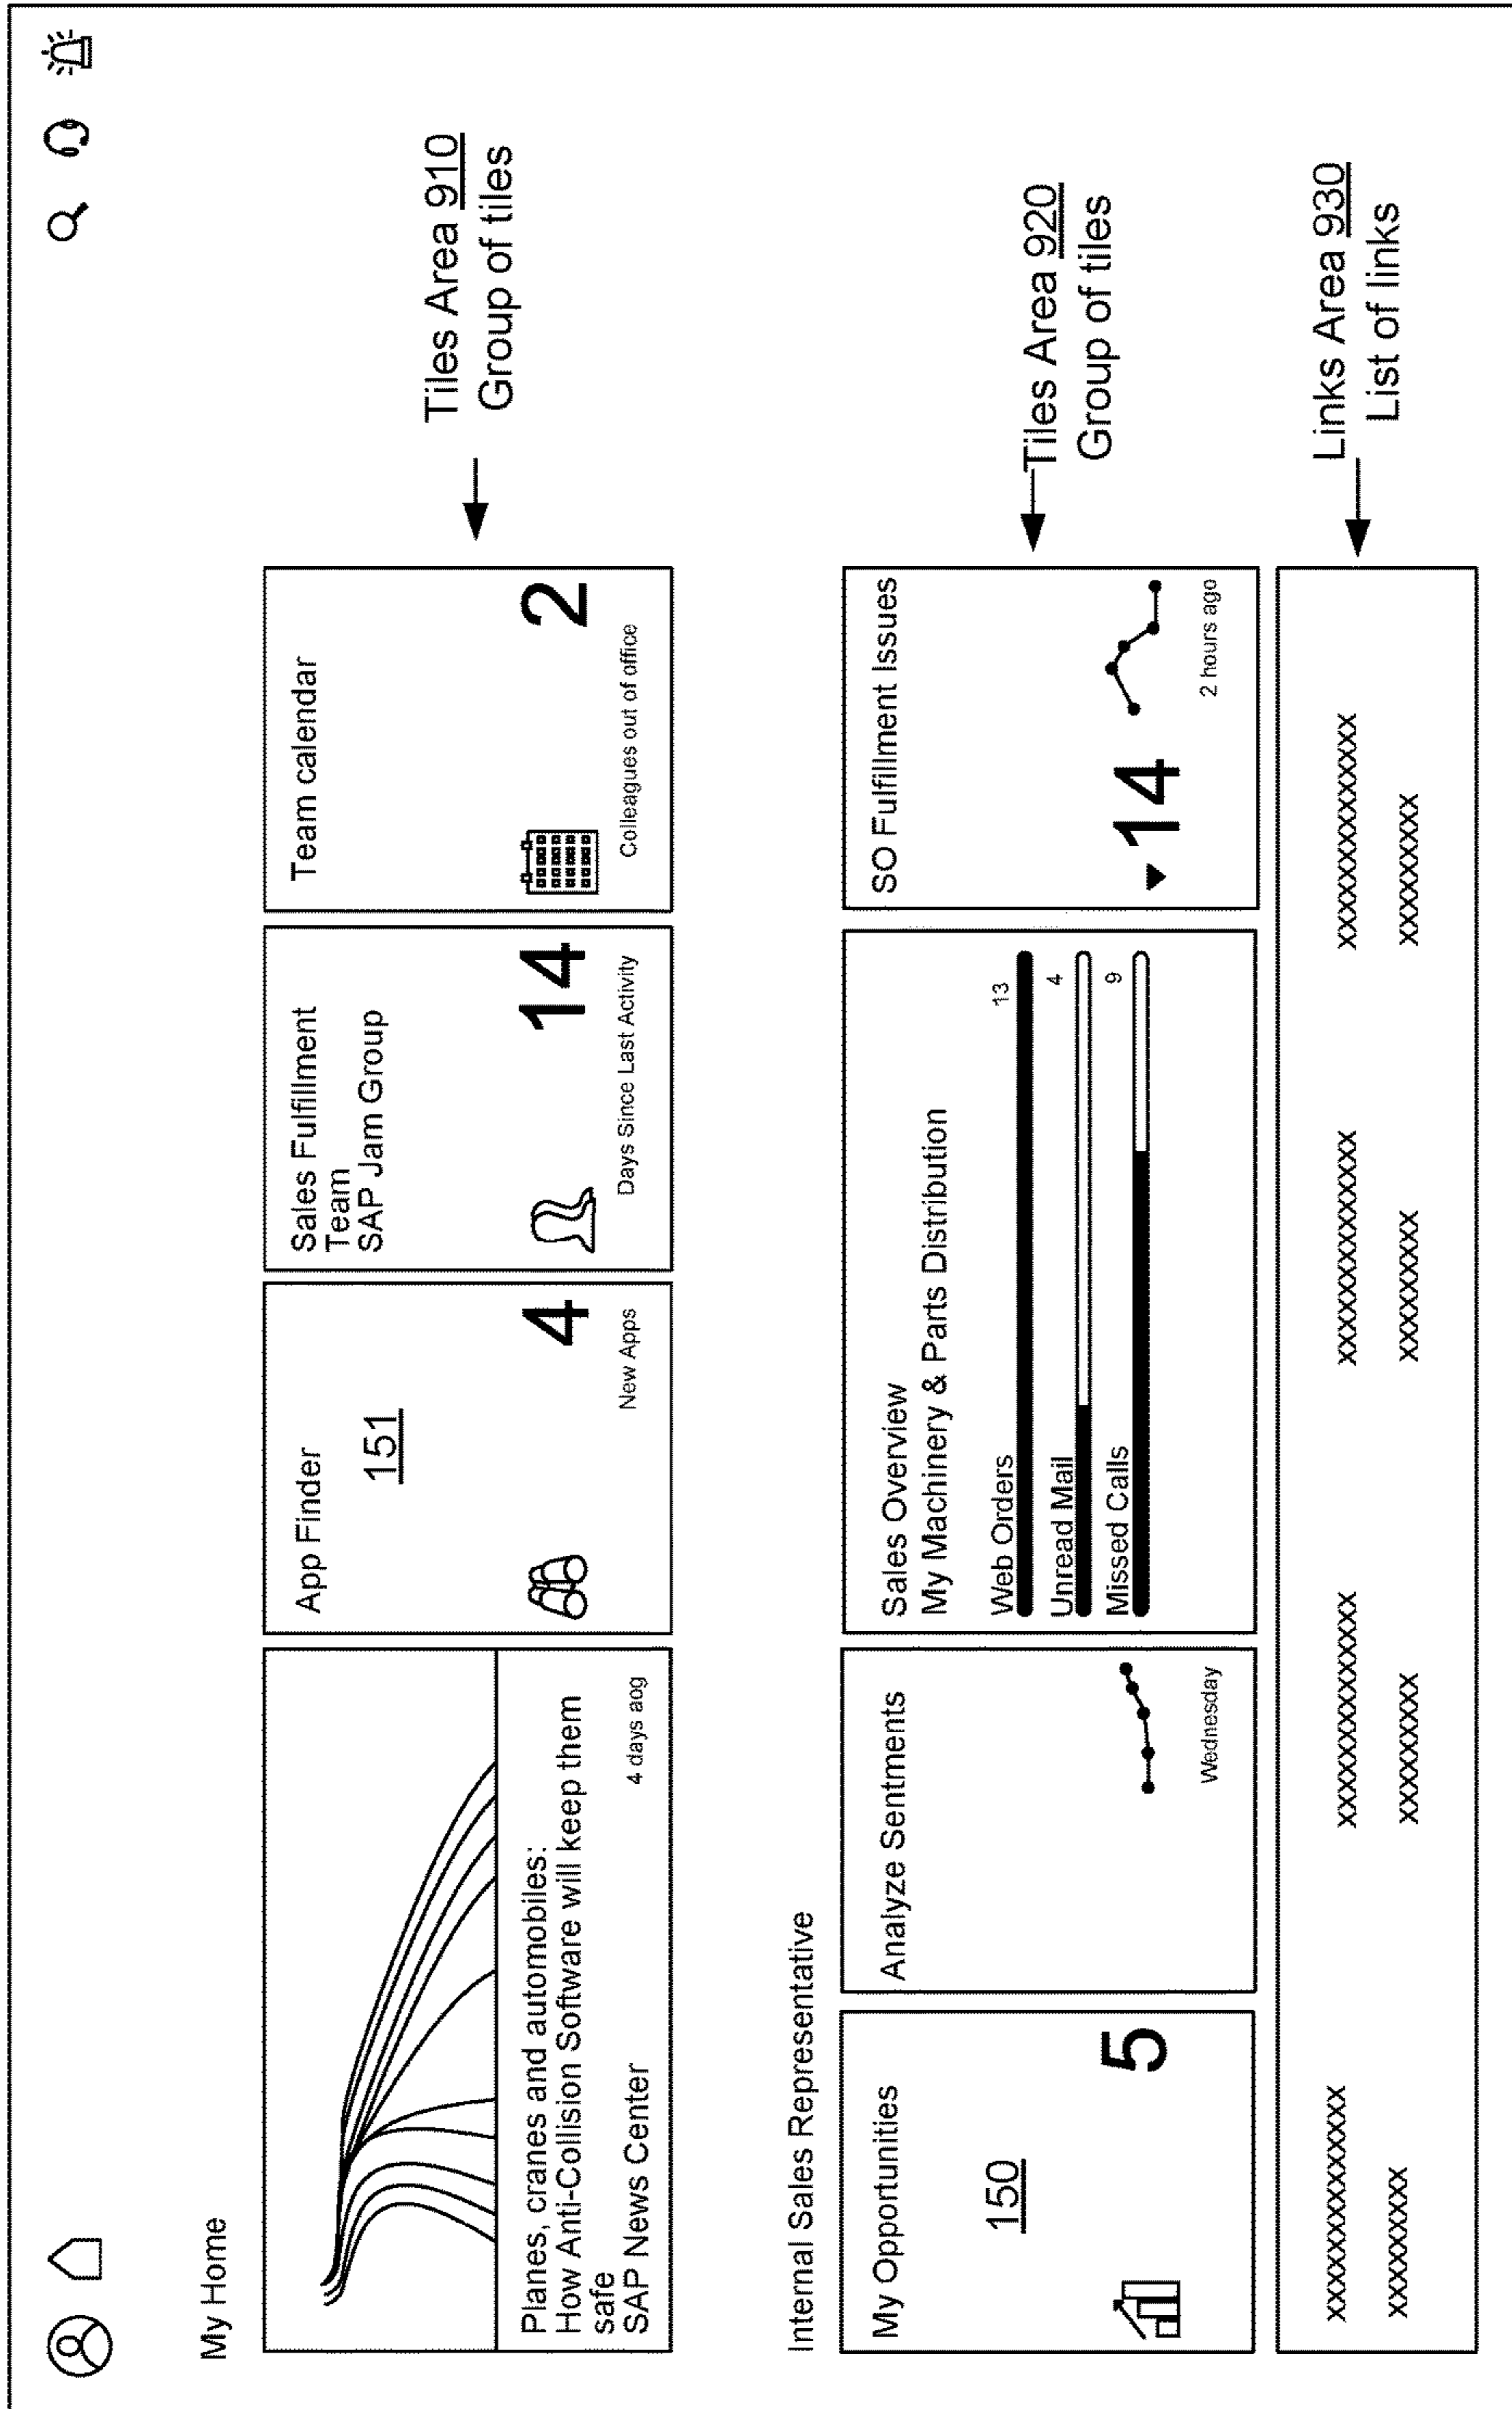 My Home
Planes, cranes and automobiles:
How Anti-Collision Software will keep them
safe
SAP News Center
4 days aog
App Finder
151
4
New Apps
Sales Fulfillment
Team
SAP Jam Group
14
Days Since Last Activity
Team calendar
2
Colleagues out of office
Tiles Area 910
Group of tiles
Internal Sales Representative
My Opportunities
150
5
Analyze Sentments
Wednesday
Sales Overview
My Machinery & Parts Distribution
Web Orders 13
Unread Mail 4
Missed Calls 9
SO Fulfillment Issues
14
2 hours ago
Tiles Area 920
Group of tiles
xxxxxxxxxxxxxx xxxxxxxxxxxxxx xxxxxxxxxxxxxx xxxxxxxxxxxxxx
xxxxxxxxx xxxxxxxxx xxxxxxxxx xxxxxxxxx
Links Area 930
List of links